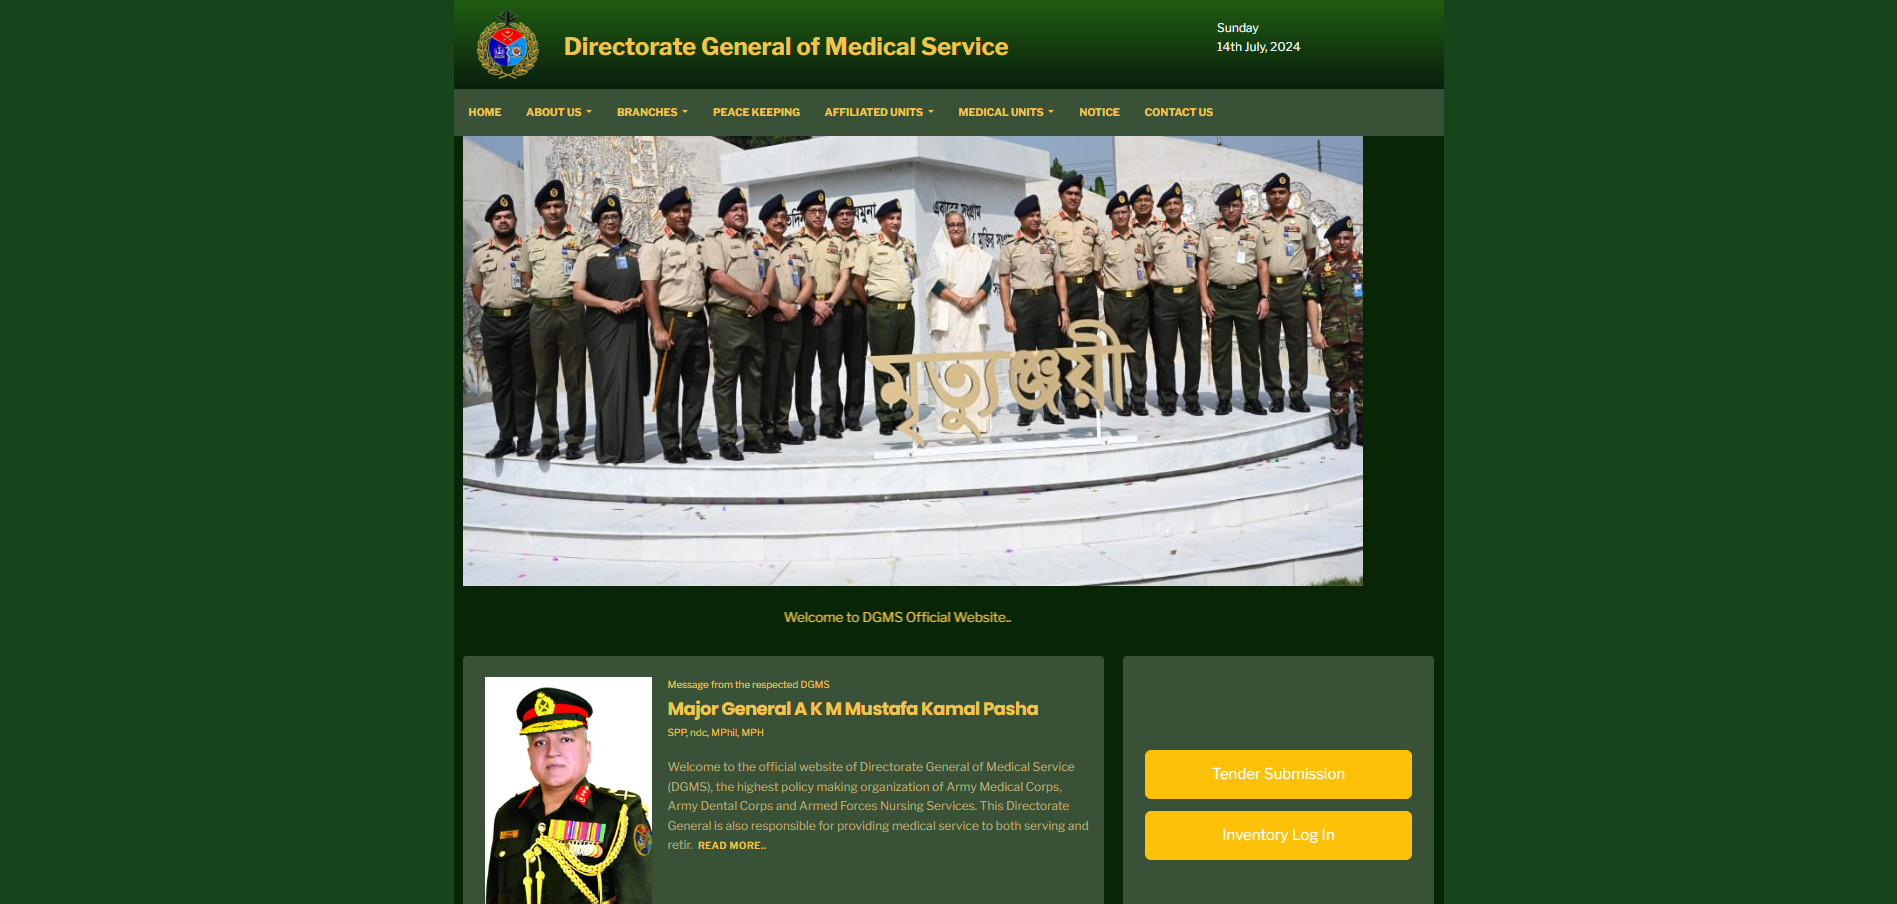 Directorate General of Medical Service
Sunday
14th July, 2024
HOME ABOUT US BRANCHES PEACE KEEPING AFFILIATED UNITS MEDICAL UNITS NOTICE CONTACT US
এবারের সংগ্রাম
মৃত্যুঞ্জয়ী
Welcome to DGMS Official Website..
Message from the respected DGMS
Major General A K M Mustafa Kamal Pasha
SPP, ndc, MPhil, MPH
Welcome to the official website of Directorate General of Medical Service
(DGMS), the highest policy making organization of Army Medical Corps,
Army Dental Corps and Armed Forces Nursing Services. This Directorate
General is also responsible for providing medical service to both serving and
retir. READ MORE..
Tender Submission
Inventory Log In